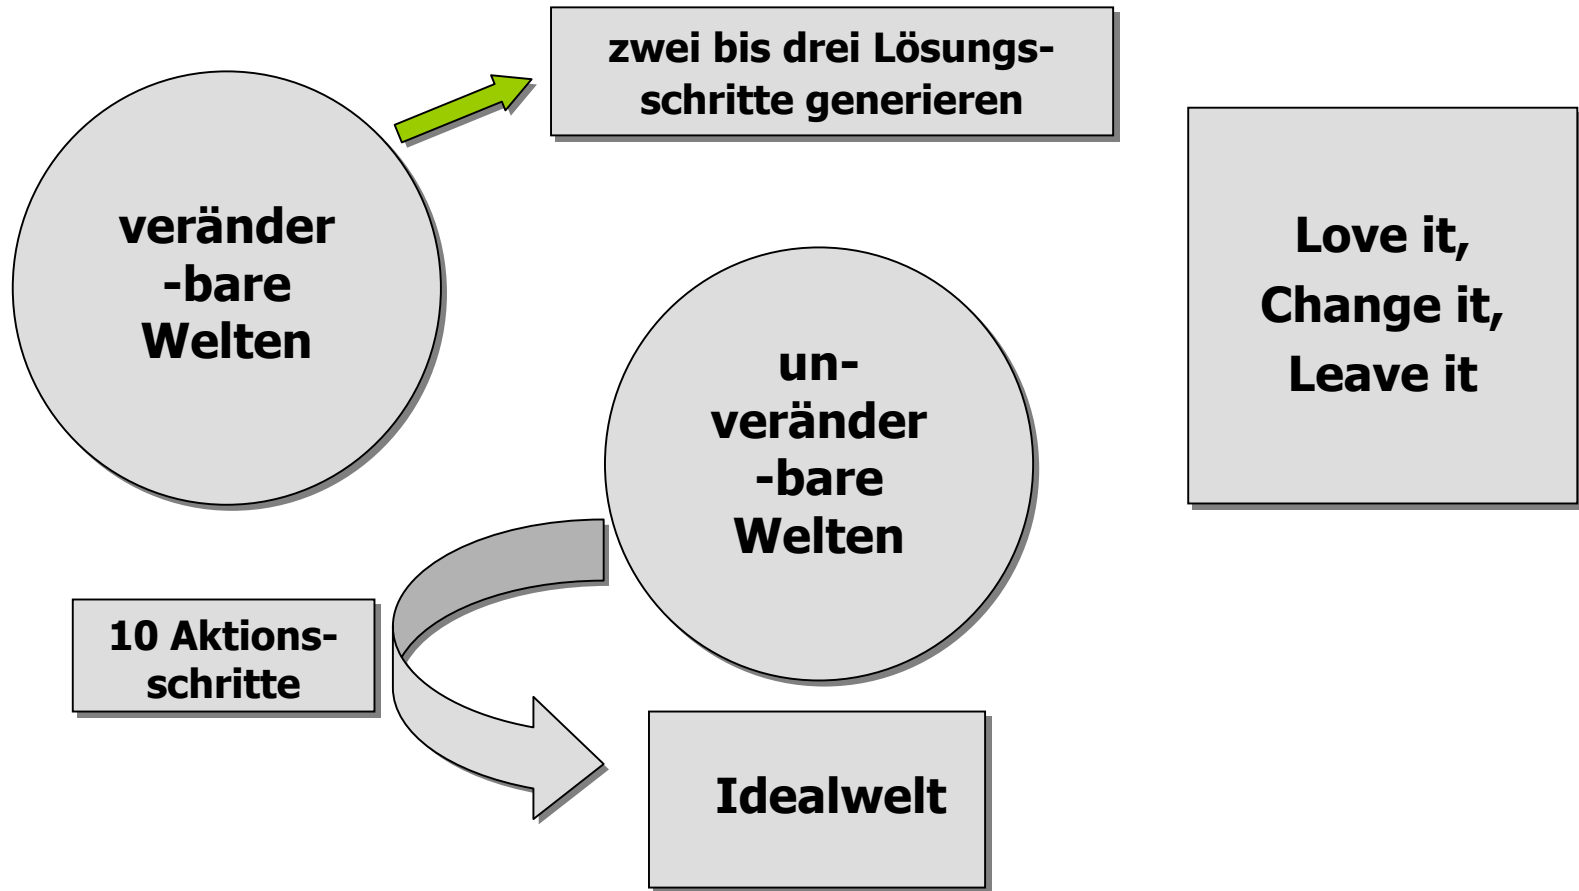 zwei bis drei Lösungs-
schritte generieren
veränder
-bare
Welten
Love it,
Change it,
Leave it
un-
veränder
-bare
Welten
10 Aktions-
schritte
Idealwelt